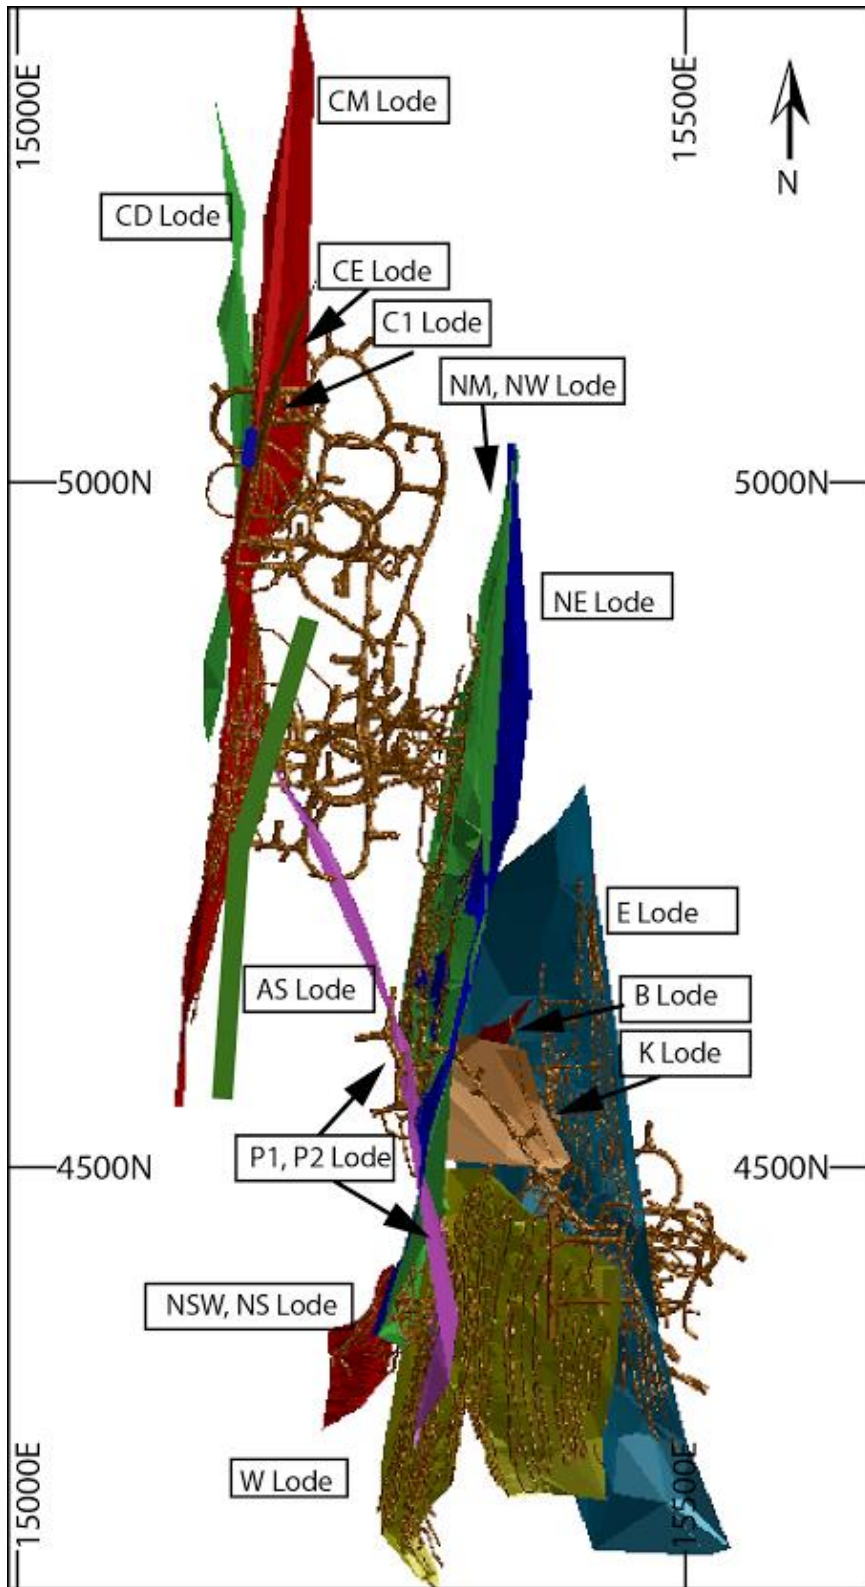 15000E
15500E
CM Lode
N
CD Lode
CE Lode
C1 Lode
NM, NW Lode
5000N
5000N
NE Lode
E Lode
AS Lode
B Lode
K Lode
P1, P2 Lode
4500N
4500N
NSW, NS Lode
W Lode
15000E
15500E